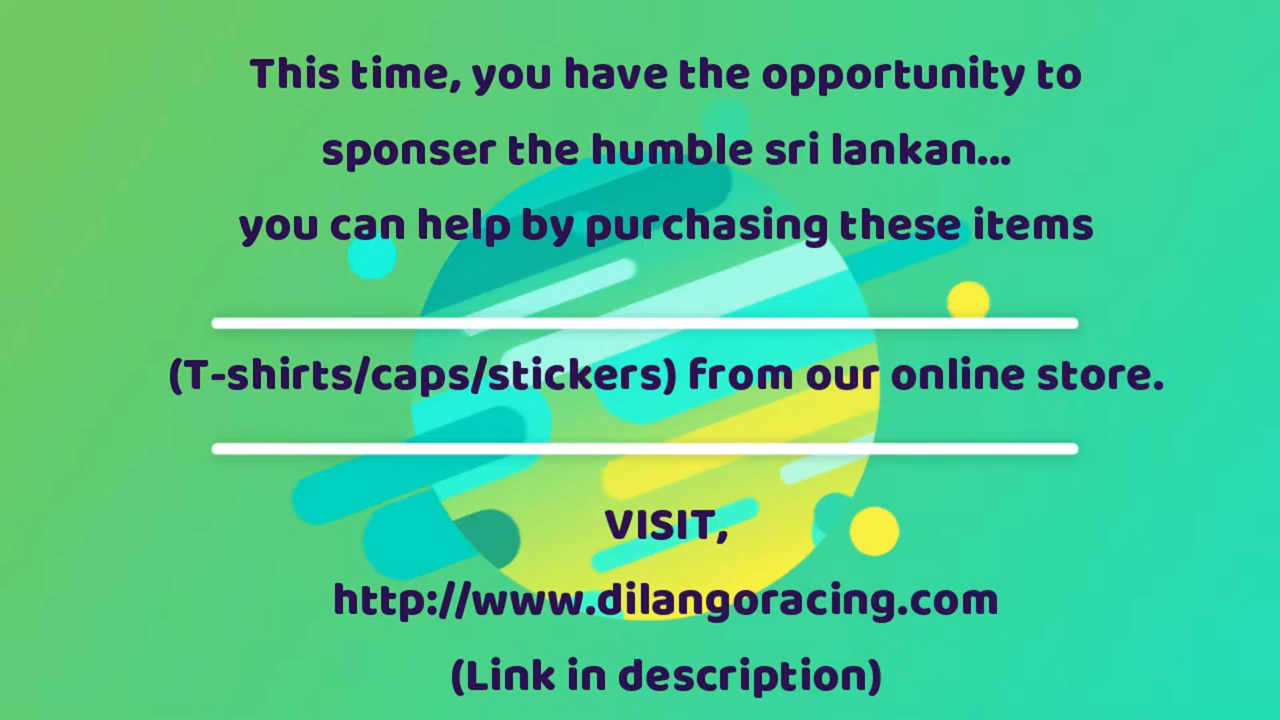 This time, you have the opportunity to
sponser the humble sri lankan...
you can help by purchasing these items
(T-shirts/caps/stickers) from our online store.
VISIT,
http://www.dilangoracing.com
(Link in description)